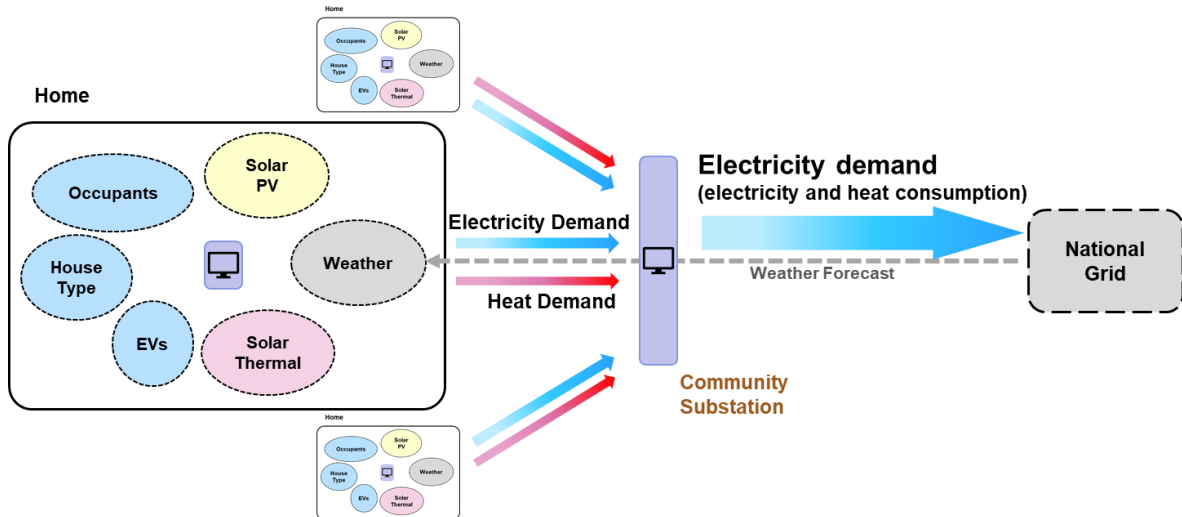 Home
Occupants
Solar
PV
House
Type
Weather
EVs
Solar
Thermal
Home
Occupants
Solar
PV
House
Type
Weather
EVs
Solar
Thermal
Home
Occupants
Solar
PV
House
Type
Weather
EVs
Solar
Thermal
Electricity Demand
Heat Demand
Community
Substation
Electricity demand
(electricity and heat consumption)
Weather Forecast
National
Grid